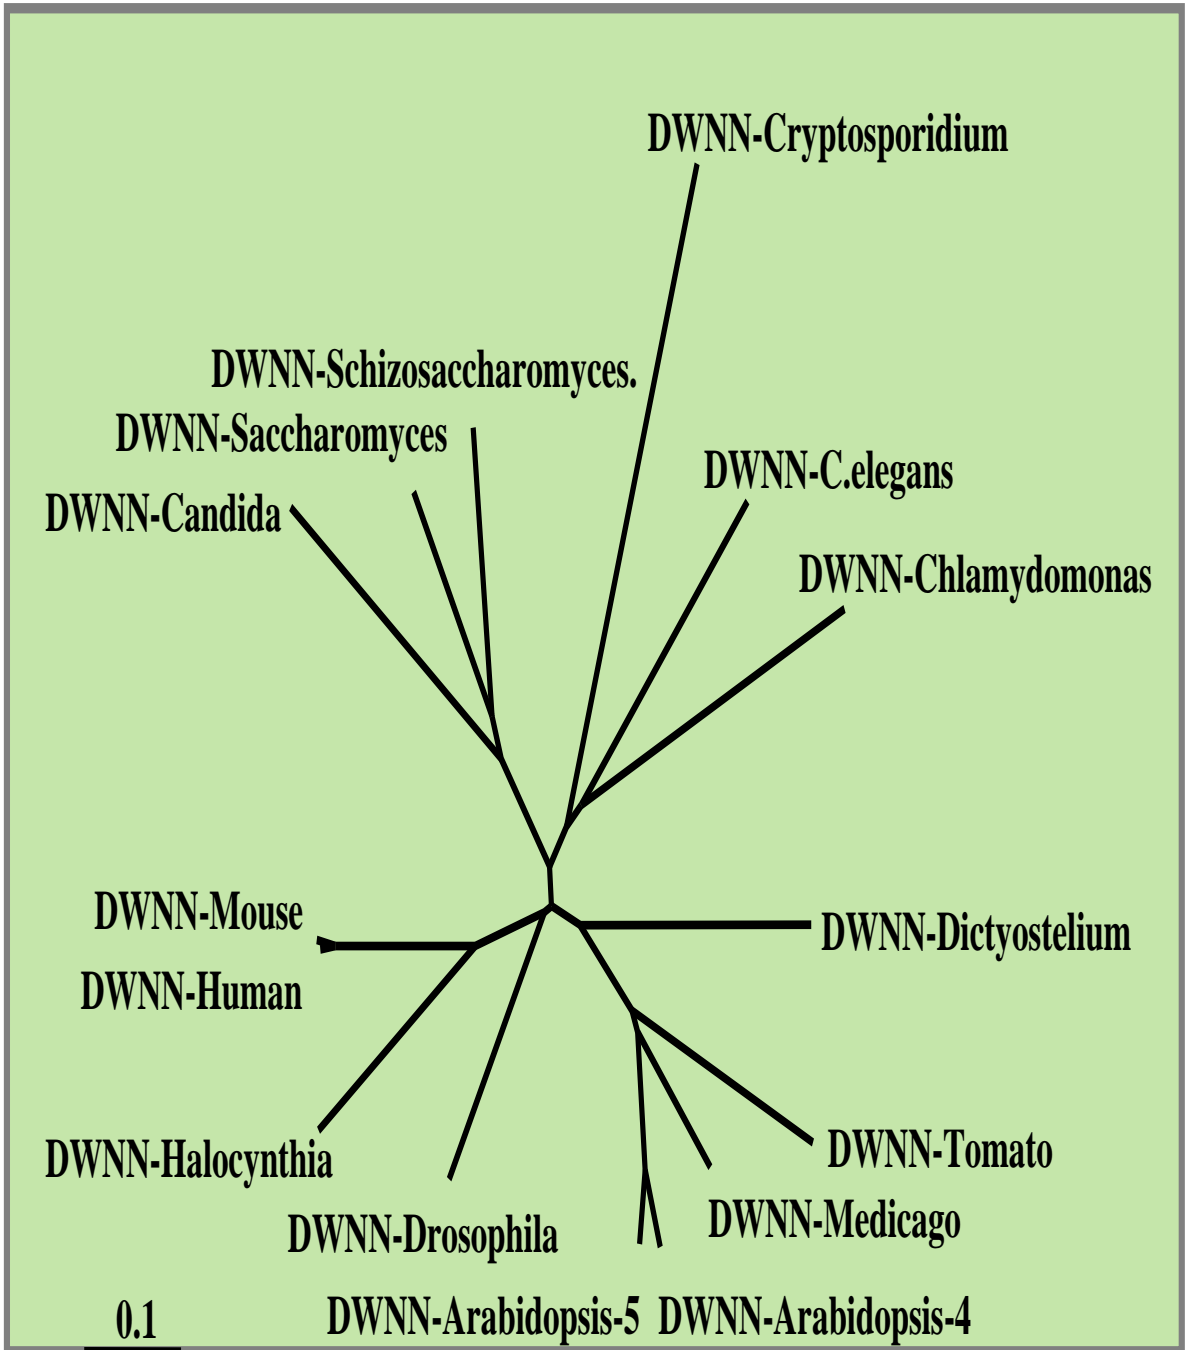 DWNN-Cryptosporidium
DWNN-Schizosaccharomyces.
DWNN-Saccharomyces
DWNN-C.elegans
DWNN-Candida
DWNN-Chlamydomonas
DWNN-Mouse
DWNN-Dictyostelium
DWNN-Human
DWNN-Tomato
DWNN-Halocynthia
DWNN-Medicago
DWNN-Drosophila
0.1
DWNN-Arabidopsis-5 DWNN-Arabidopsis-4